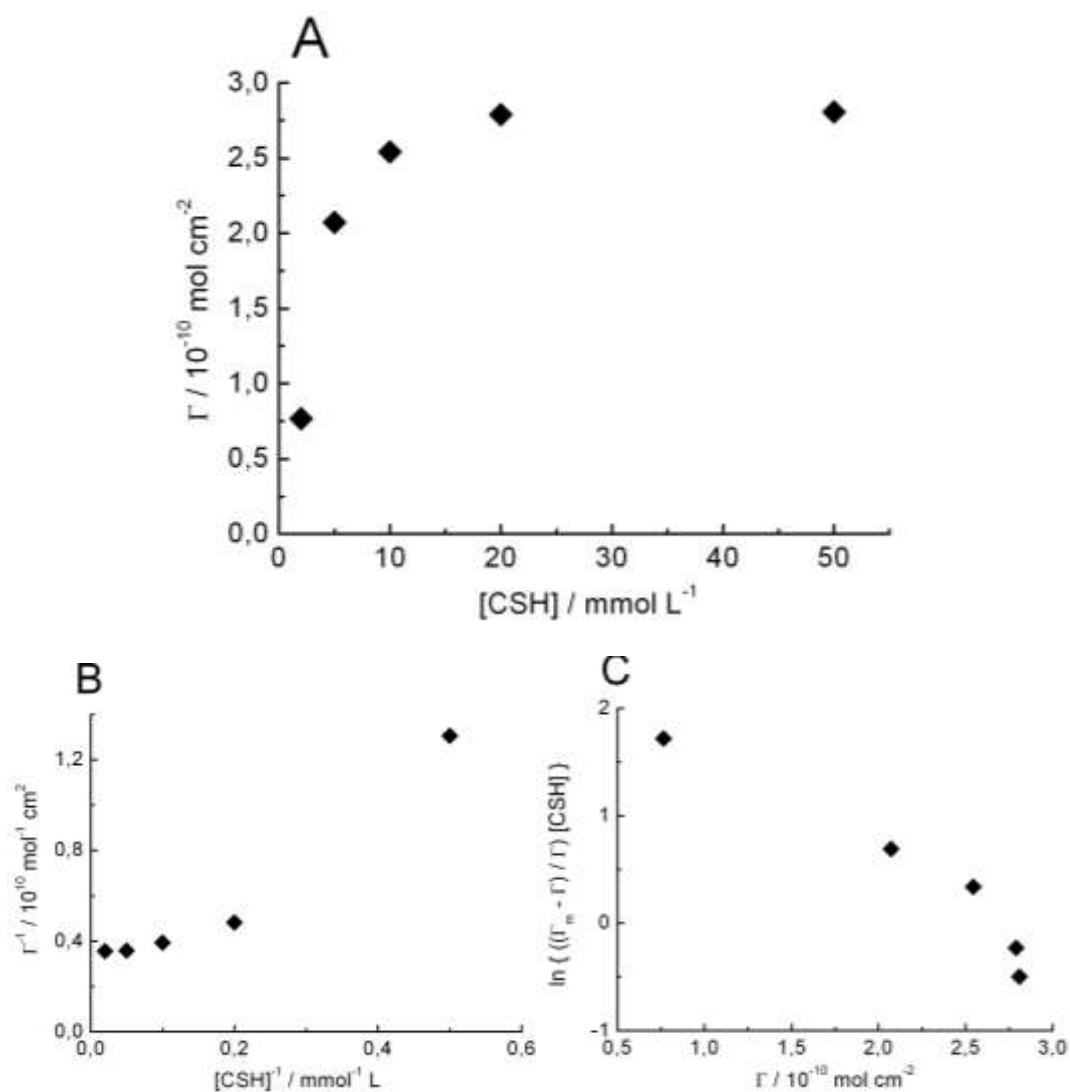 A
3,0
2,5
2,0
1,5
1,0
0,5
0,0
Γ / 10⁻¹⁰ mol cm⁻²
0 10 20 30 40 50
[CSH] / mmol L⁻¹
B
1,2
0,8
0,4
0,0
Γ⁻¹ / 10¹⁰ mol⁻¹ cm²
0,0 0,2 0,4 0,6
[CSH]⁻¹ / mmol⁻¹ L
C
2
1
0
-1
ln { ((Γₘ - Γ) / Γ) [CSH] }
0,5 1,0 1,5 2,0 2,5 3,0
Γ / 10⁻¹⁰ mol cm⁻²